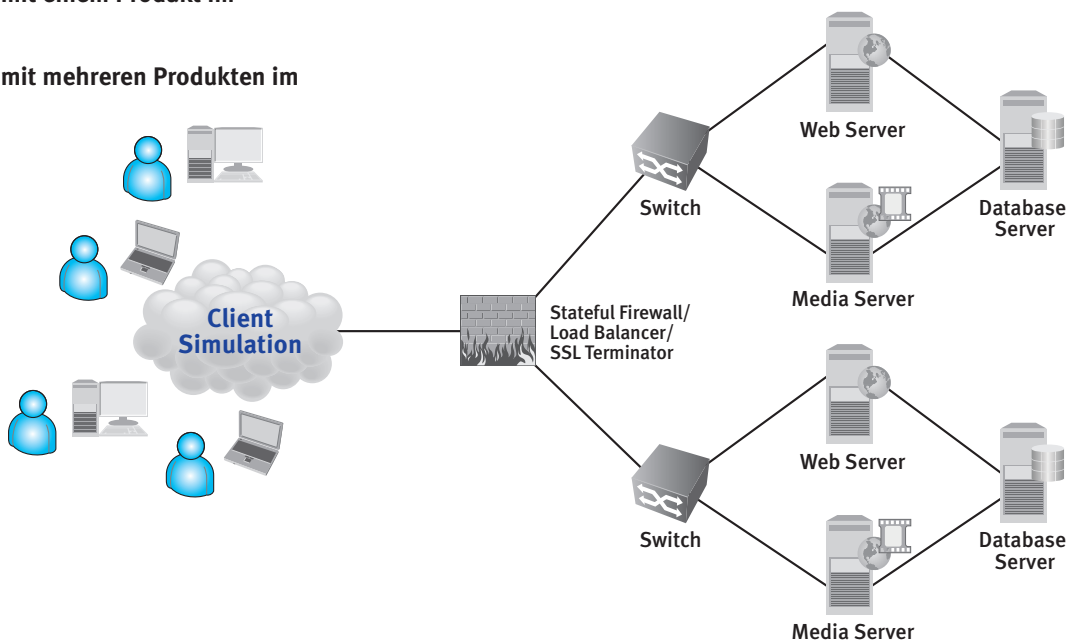 mit mehreren Produkten im
Client
Simulation
Stateful Firewall/
Load Balancer/
SSL Terminator
Switch
Web Server
Media Server
Database
Server
Switch
Web Server
Media Server
Database
Server